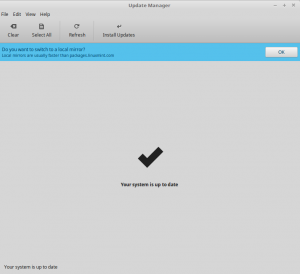 Update Manager
File Edit View Help
Clear Select All Refresh Install Updates
Do you want to switch to a local mirror?
Local mirrors are usually faster than packages.linuxmint.com
OK
Your system is up to date
Your system is up to date